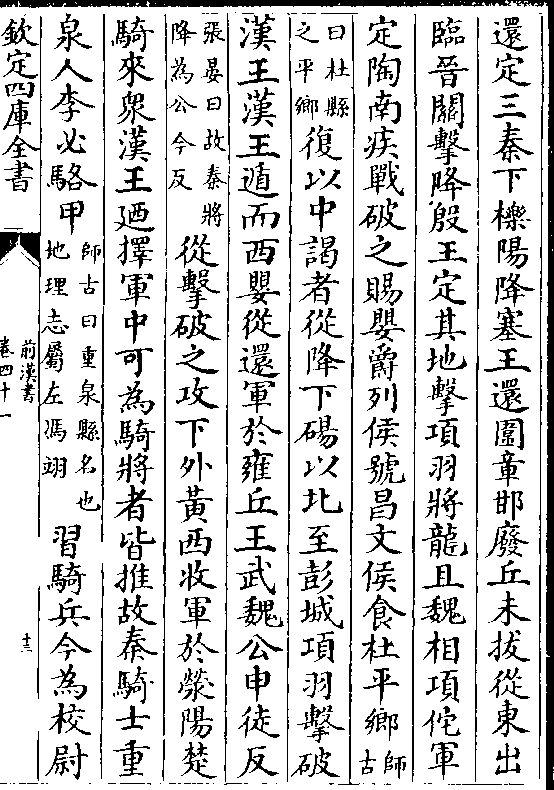 還定三秦下櫟陽降塞王還圍章邯廢丘未拔從東出
臨晉關擊降殷王定其地擊項羽將龍且魏相項佗軍
定陶南疾戰破之賜嬰爵列侯號昌文侯食杜平鄉師古
曰杜縣之平鄉復以中謁者從降下碭以北至彭城項羽擊破
漢王漢王遁而西嬰從還軍於雍丘王武魏公申徒反
張晏曰故秦將降為公今反從擊破之攻下外黃西收軍於滎陽楚
騎來衆漢王廼擇軍中可為騎將者皆推故秦騎士重
泉人李必駱甲師古曰重泉縣名也地理志屬左馮翊習騎兵今為校尉
欽定四庫全書
前漢書
卷四十一
十三